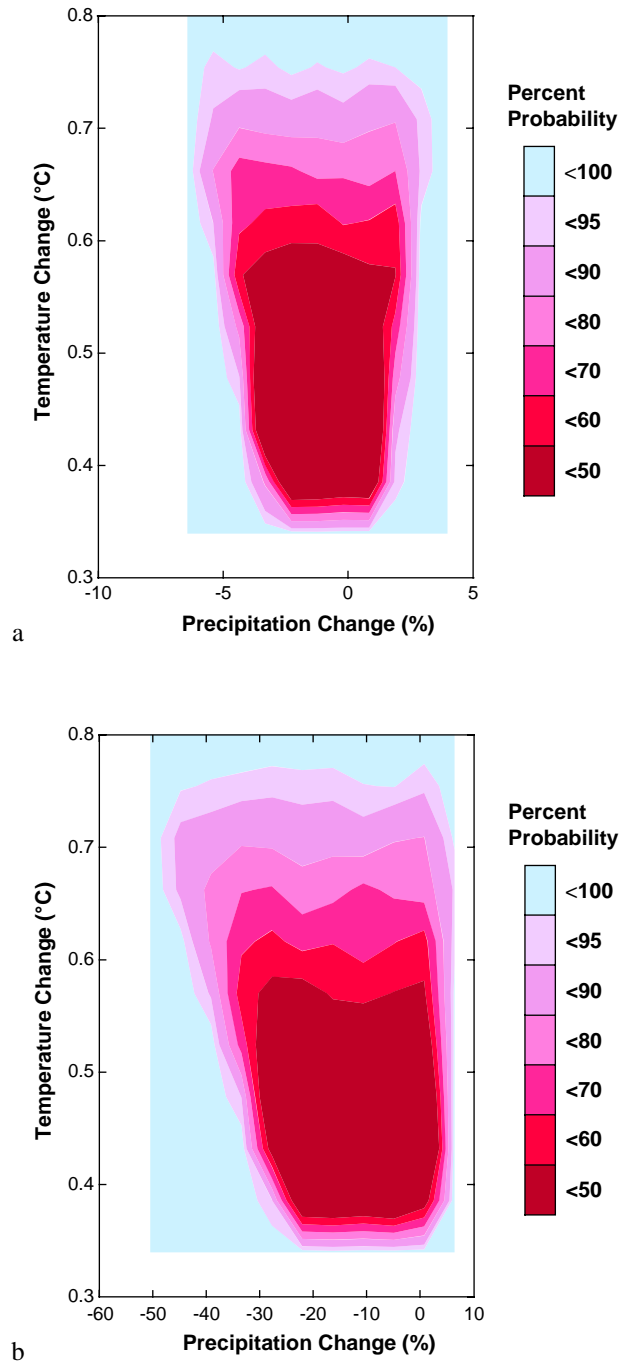 0.8
0.7
0.6
0.5
0.4
0.3
Temperature Change (°C)
-10 -5 0 5
Precipitation Change (%)
Percent
Probability
<100
<95
<90
<80
<70
<60
<50
a
0.8
0.7
0.6
0.5
0.4
0.3
Temperature Change (°C)
-60 -50 -40 -30 -20 -10 0 10
Precipitation Change (%)
Percent
Probability
<100
<95
<90
<80
<70
<60
<50
b